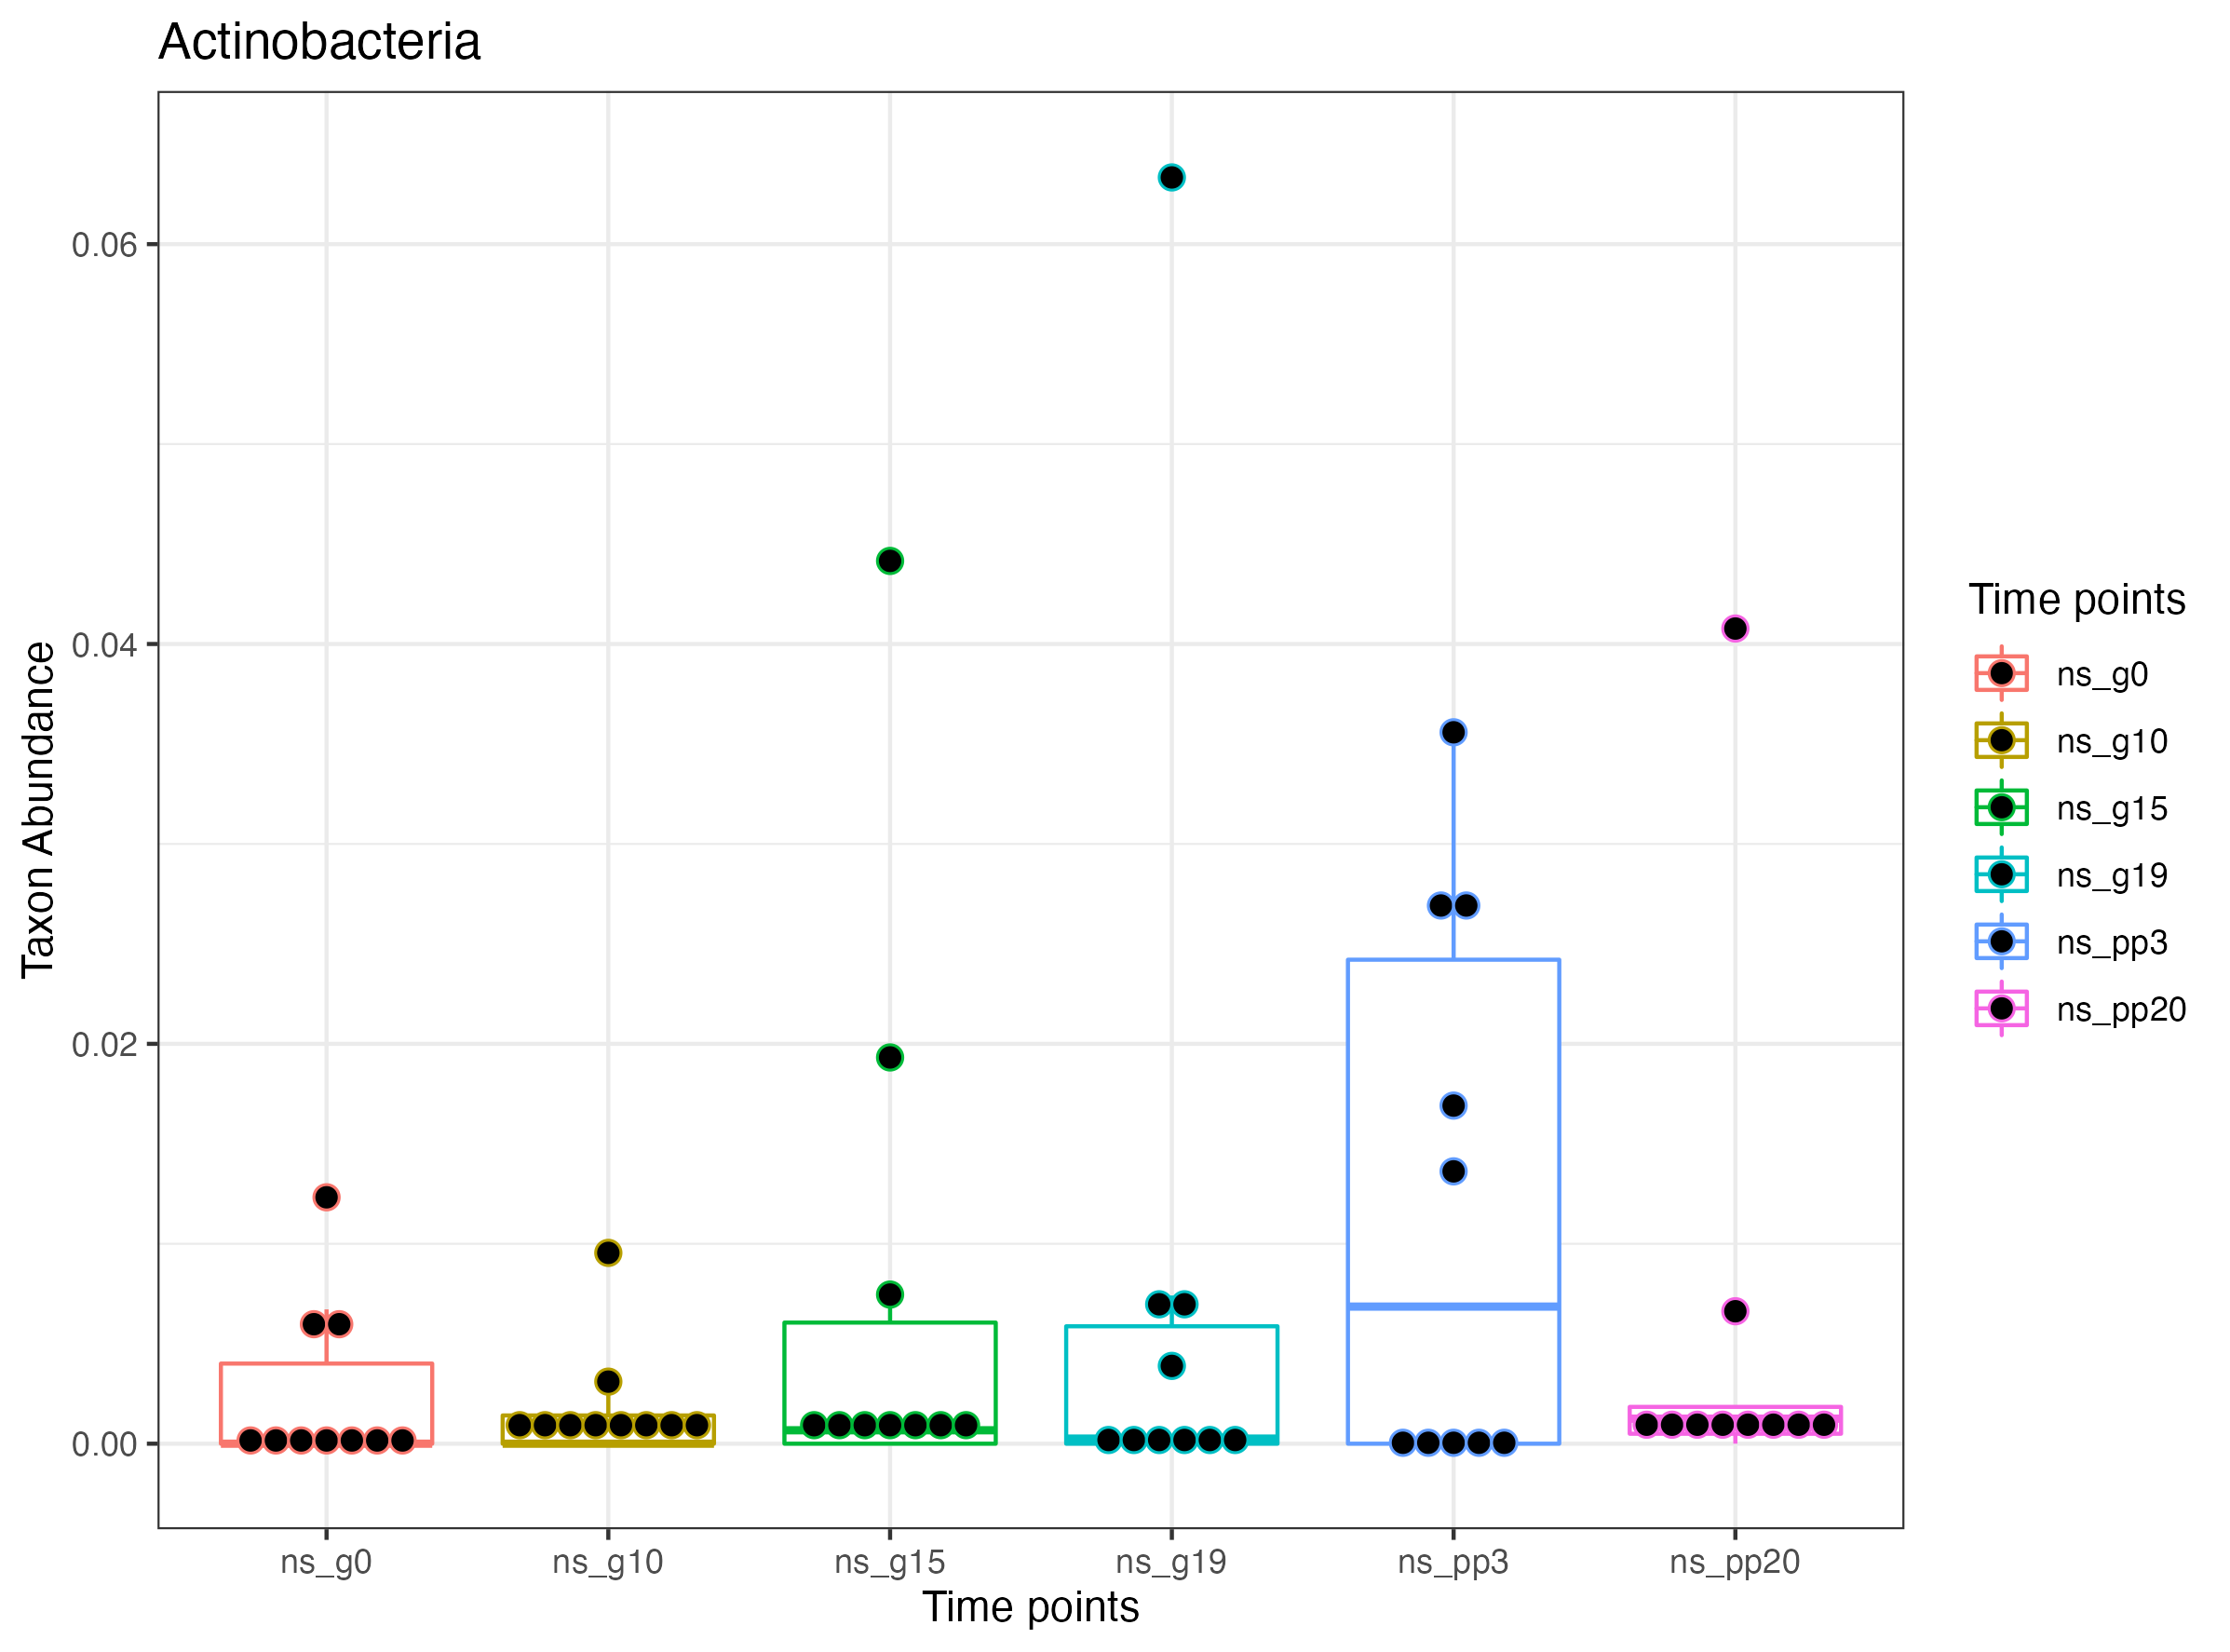 Actinobacteria
Taxon Abundance
0.06
0.04
0.02
0.00
ns_g0
ns_g10
ns_g15
ns_g19
ns_pp3
ns_pp20
Time points
Time points
ns_g0
ns_g10
ns_g15
ns_g19
ns_pp3
ns_pp20